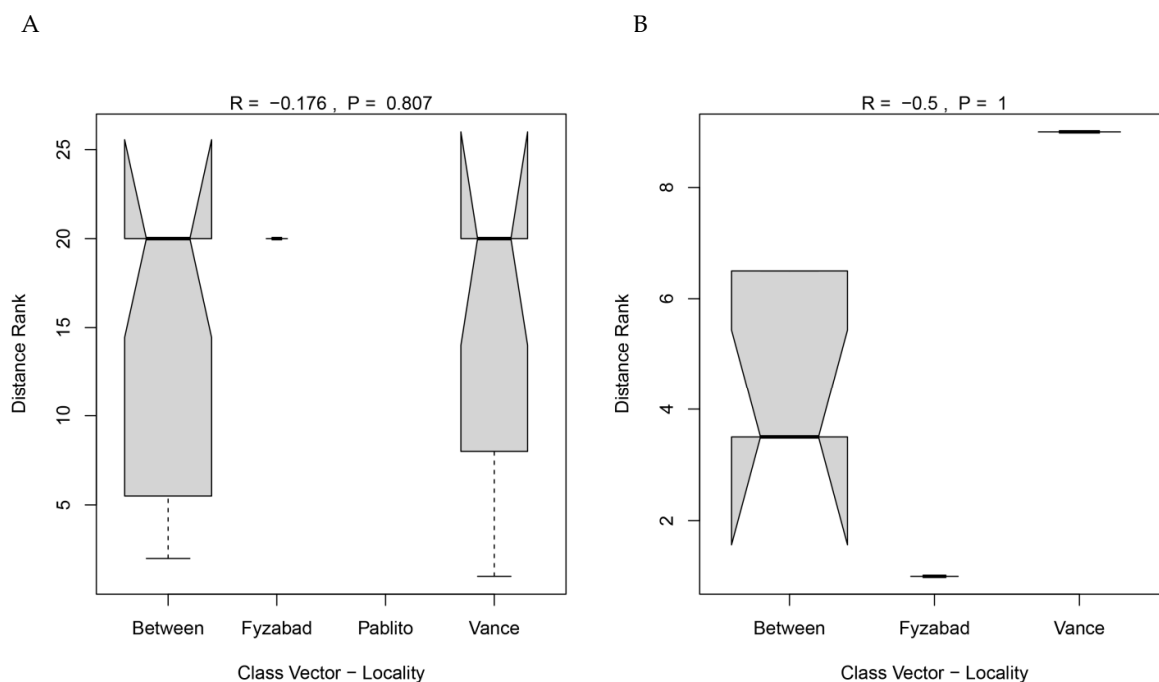 A
R = −0.176 , P = 0.807
25
20
15
10
5
Distance Rank
Between Fyzabad Pablito Vance
Class Vector − Locality
B
R = −0.5 , P = 1
8
6
4
2
Distance Rank
Between Fyzabad Vance
Class Vector − Locality